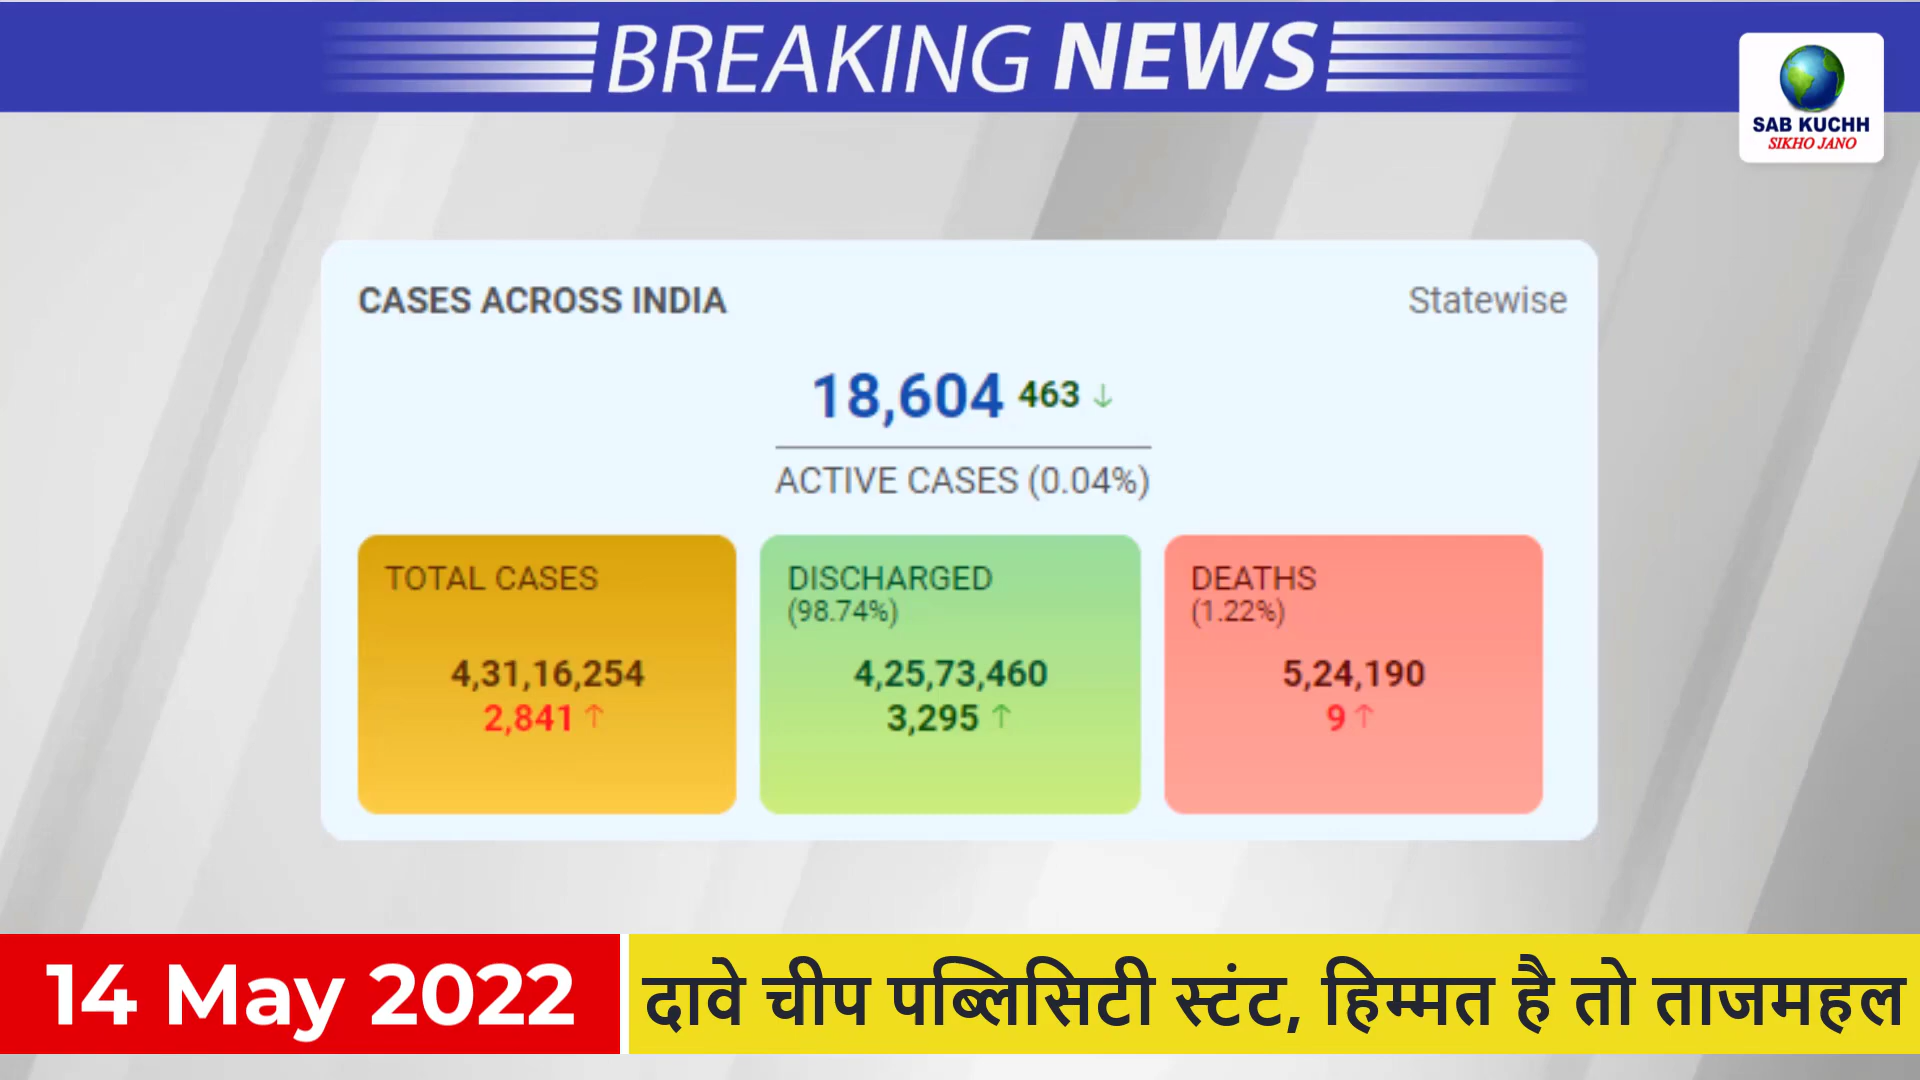 BREAKING NEWS
SAB KUCHH
SIKHO JANO
CASES ACROSS INDIA
Statewise
18,604 463 ↓
ACTIVE CASES (0.04%)
TOTAL CASES
4,31,16,254
2,841 ↑
DISCHARGED
(98.74%)
4,25,73,460
3,295 ↑
DEATHS
(1.22%)
5,24,190
9 ↑
14 May 2022
दावे चीप पब्लिसिटी स्टंट, हिम्मत है तो ताजमहल